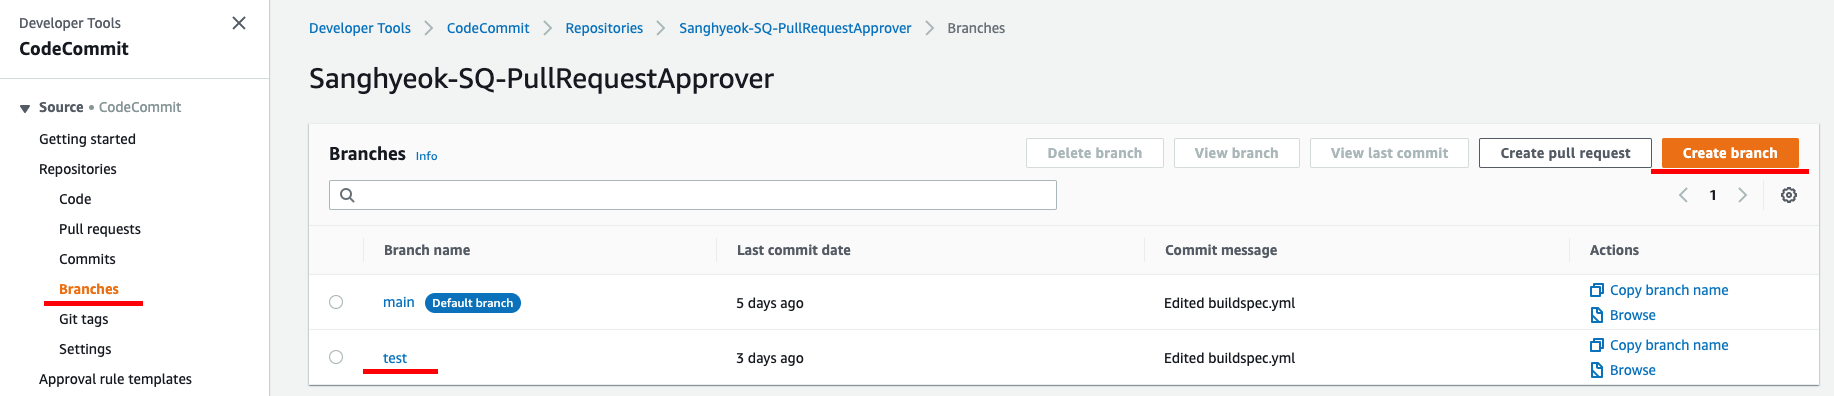 Developer Tools
CodeCommit
Source • CodeCommit
Getting started
Repositories
Code
Pull requests
Commits
Branches
Git tags
Settings
Approval rule templates
Developer Tools > CodeCommit > Repositories > Sanghyeok-SQ-PullRequestApprover > Branches
Sanghyeok-SQ-PullRequestApprover
Branches Info
Delete branch View branch View last commit Create pull request Create branch
1
Branch name Last commit date Commit message Actions
main Default branch 5 days ago Edited buildspec.yml Copy branch name
Browse
test 3 days ago Edited buildspec.yml Copy branch name
Browse